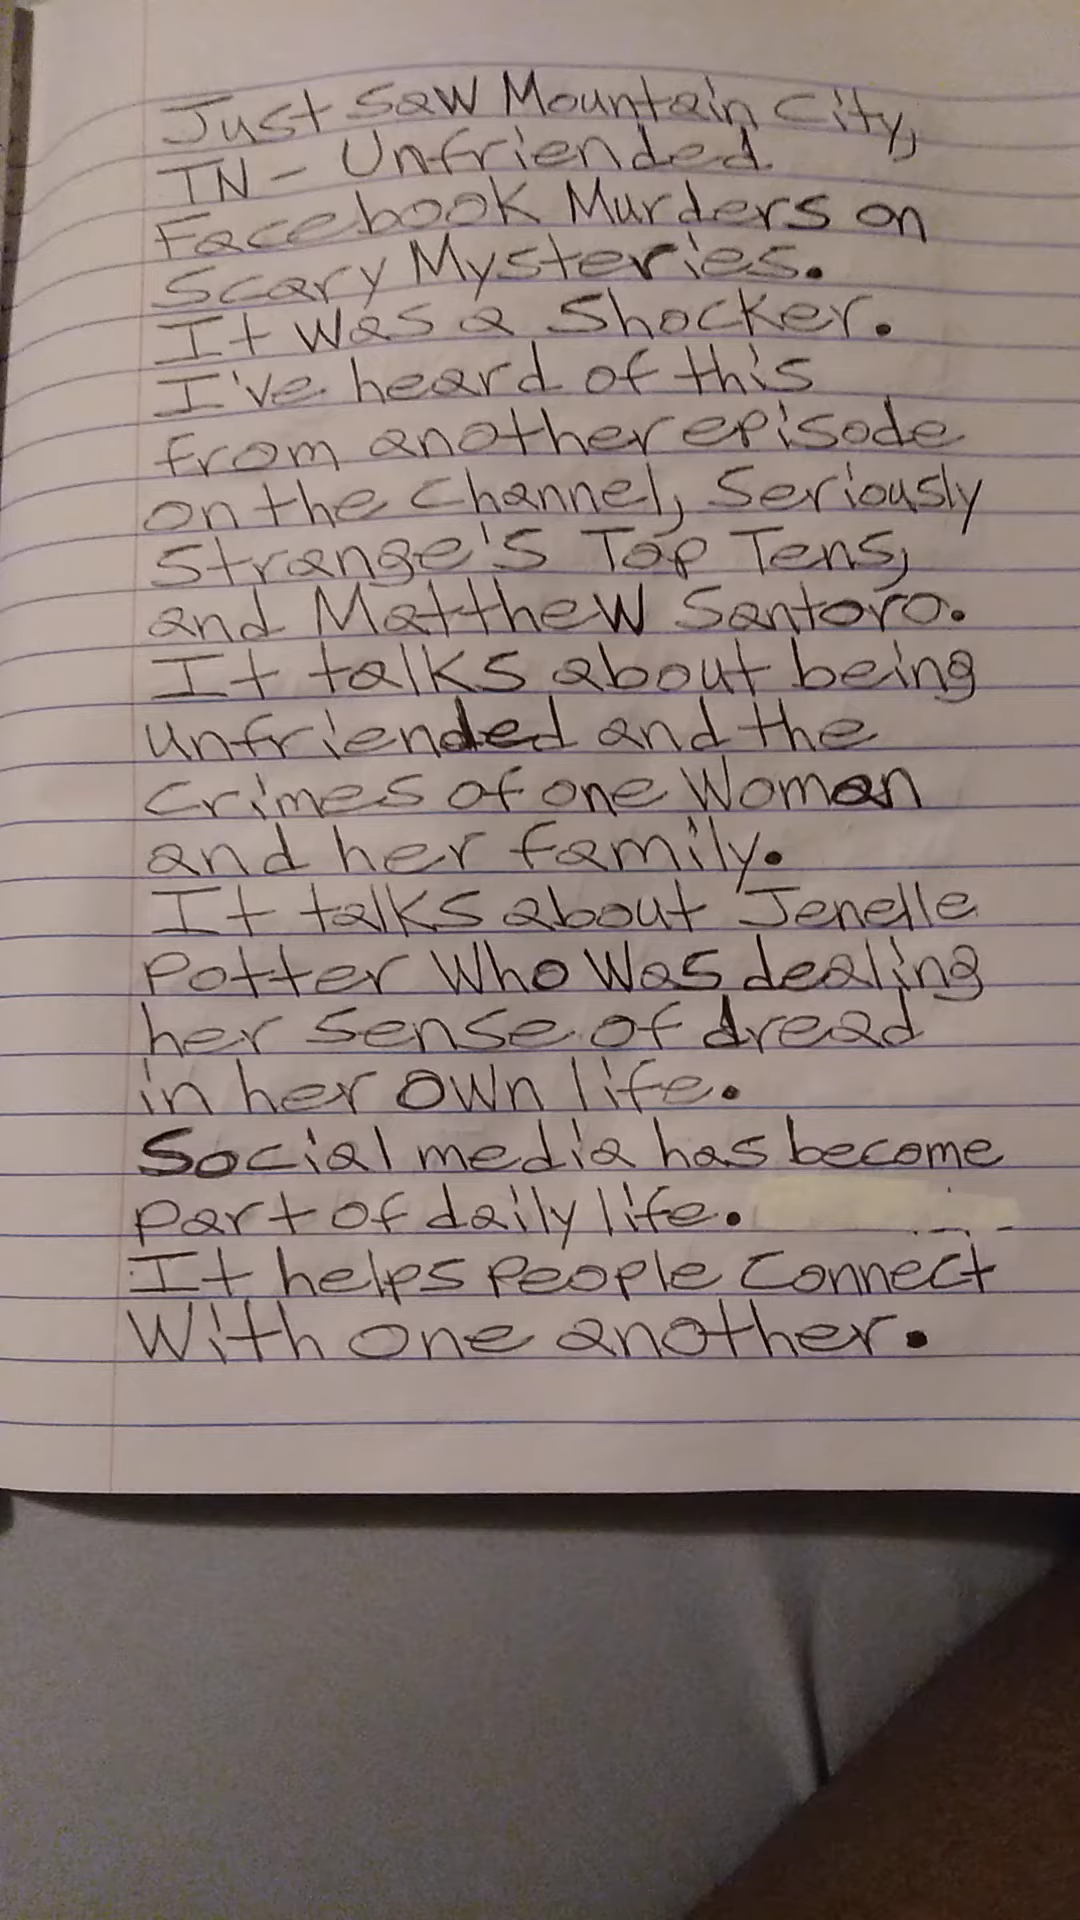 Just saw Mountain City,
TN - Unfriended
Facebook Murders on
Scary Mysteries.
It was a shocker.
I've heard of this
from another episode
on the channel, Seriously
Strange's Top Tens,
and Matthew Santoro.
It talks about being
unfriended and the
crimes of one woman
and her family.
It talks about Jenelle
Potter who was dealing
her sense of dread
in her own life.
Social media has become
part of daily life.
It helps people connect
with one another.